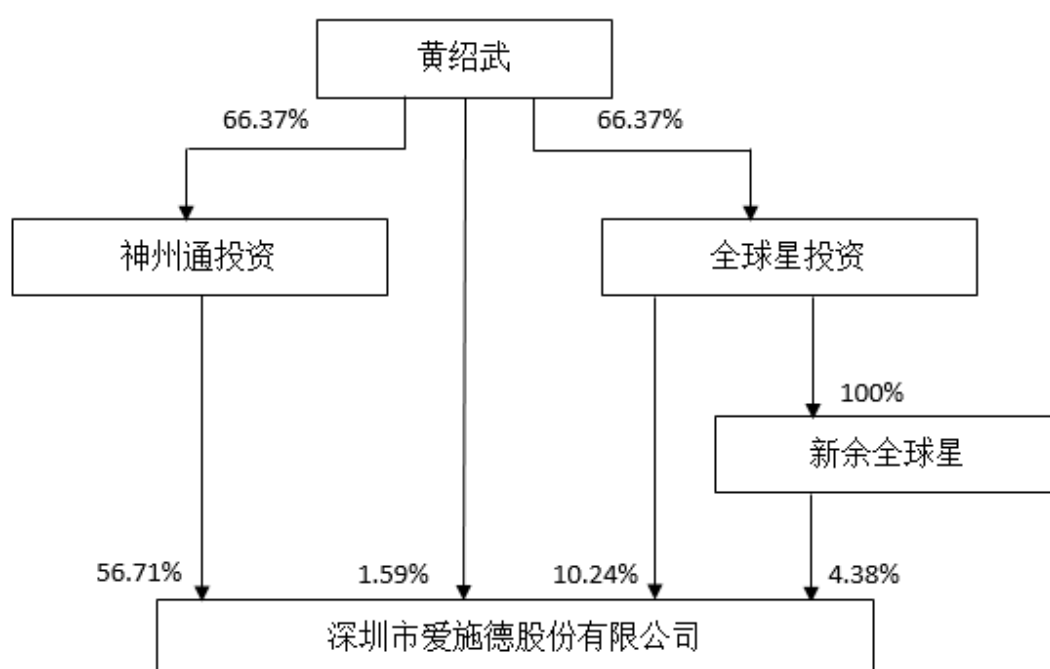 黄绍武
66.37%
66.37%
神州通投资
全球星投资
100%
新余全球星
56.71%
1.59%
10.24%
4.38%
深圳市爱施德股份有限公司